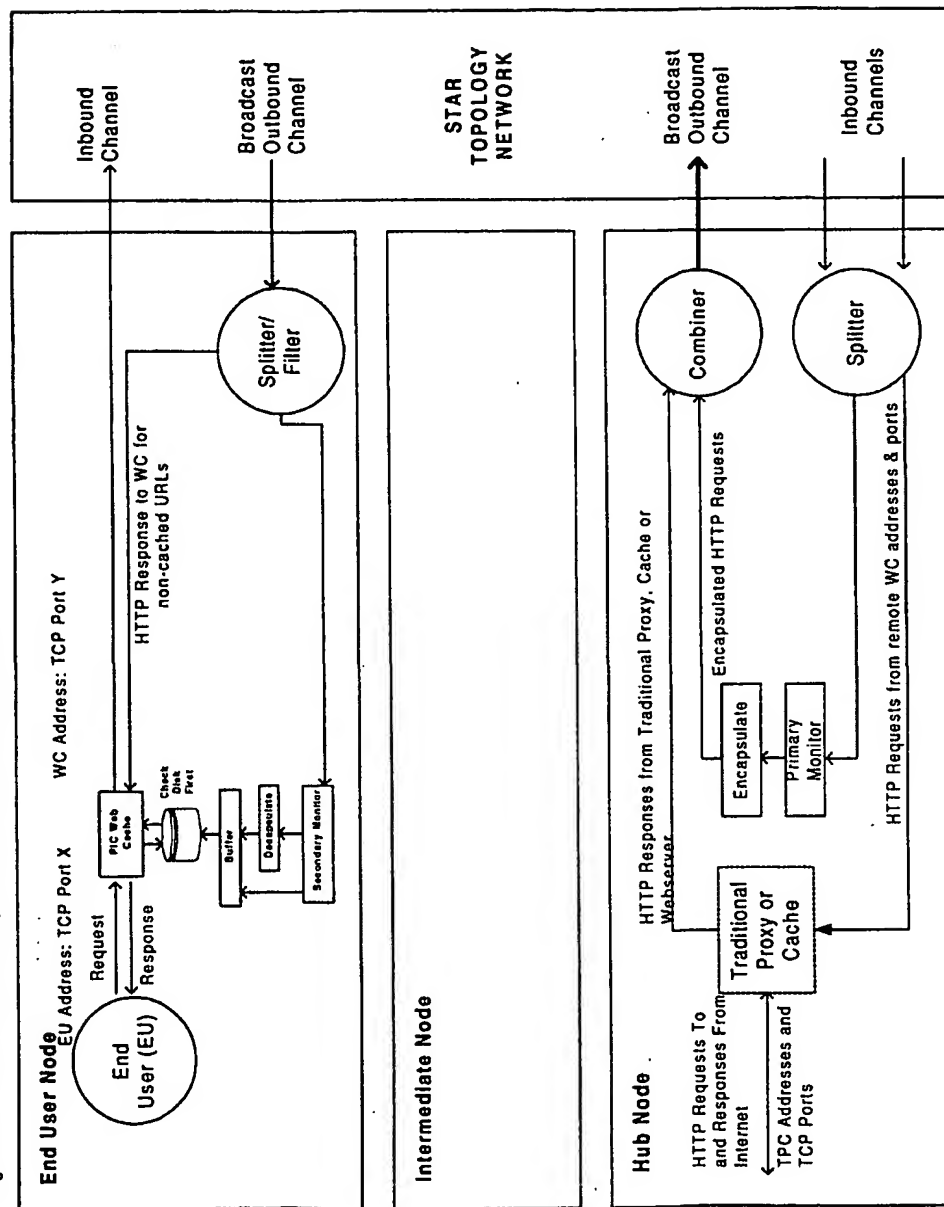 End User Node
EU Address: TCP Port X
WC Address: TCP Port Y
End
User (EU)
Request
Response
PIC Web
Cache
Check
Disk
First
Buffer
Decapsulate
Secondary Monitor
HTTP Response to WC for
non-cached URLs
Splitter/
Filter
Inbound
Channel
Broadcast
Outbound
Channel
STAR
TOPOLOGY
NETWORK
Intermediate Node
Hub Node
HTTP Requests To
and Responses From
Internet
TPC Addresses and
TCP Ports
Traditional
Proxy or
Cache
HTTP Responses from Traditional Proxy, Cache or
Webserver
Encapsulated HTTP Requests
Encapsulate
Primary
Monitor
HTTP Requests from remote WC addresses & ports
Combiner
Splitter
Broadcast
Outbound
Channel
Inbound
Channels